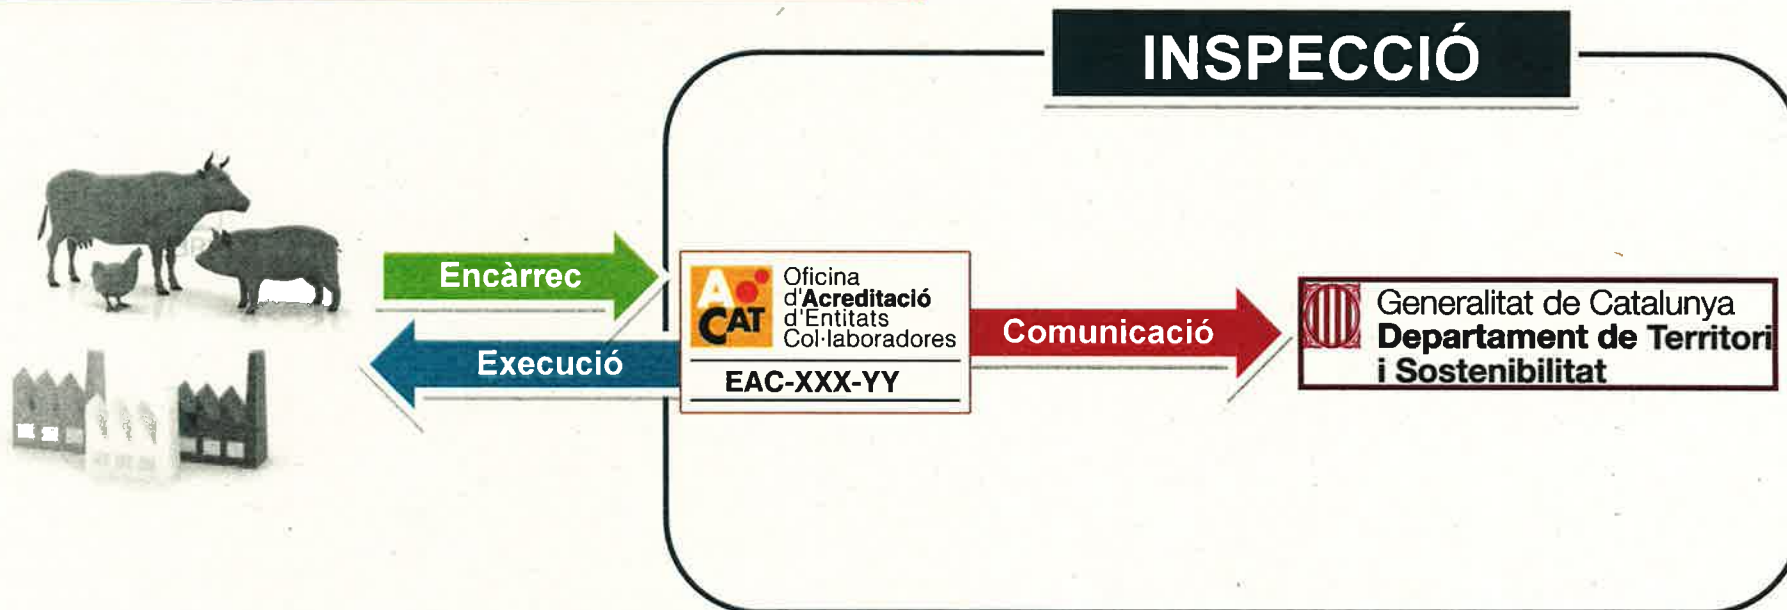 INSPECCIÓ
Encàrrec
Execució
ACAT
Oficina
d'Acreditació
d'Entitats
Col·laboradores
EAC-XXX-YY
Comunicació
Generalitat de Catalunya
Departament de Territori
i Sostenibilitat